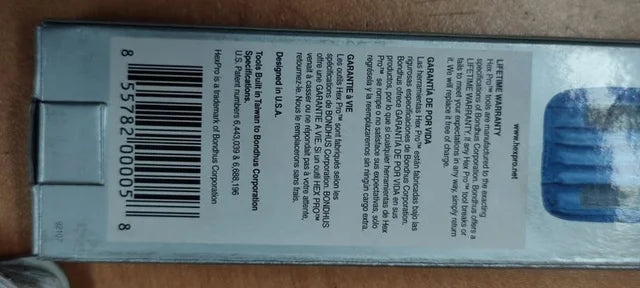 www.hexpro.net
LIFETIME WARRANTY
Hex Pro™ tools are manufactured to the exacting
specifications of Bondhus Corporation. Bondhus offers a
LIFETIME WARRANTY. If any Hex Pro™ tool breaks or
fails to meet your expectations in any way, simply return
it. We will replace it free of charge.
GARANTÍA DE POR VIDA
Las herramientas Hex Pro™ están fabricadas bajo las
rigurosas especificaciones de Bondhus Corporation.
Bondhus ofrece GARANTÍA DE POR VIDA en sus
productos, por lo que si cualquier herramientas de Hex
Pro™ se rompe o no satisface sus expectativas, sólo
regrésela y la reemplazaremos sin ningún cargo extra.
GARANTIE à VIE
Les outils Hex Pro™ sont fabriqués selon les
spécifications de BONDHUS Corporation. BONDHUS
offre une GARANTIE À VIE. Si un outil HEX PRO™
venait à casser ou ne répondait pas à votre attente,
retournez-le. Nous le remplacerons sans frais.
Designed in U.S.A.
Tools Built in Taiwan to Bondhus Corporation
Specifications.
U.S. Patent numbers 6,443,039 & 6,688,196
HexPro is a trademark of Bondhus Corporation
8 55782 00005 8
92107